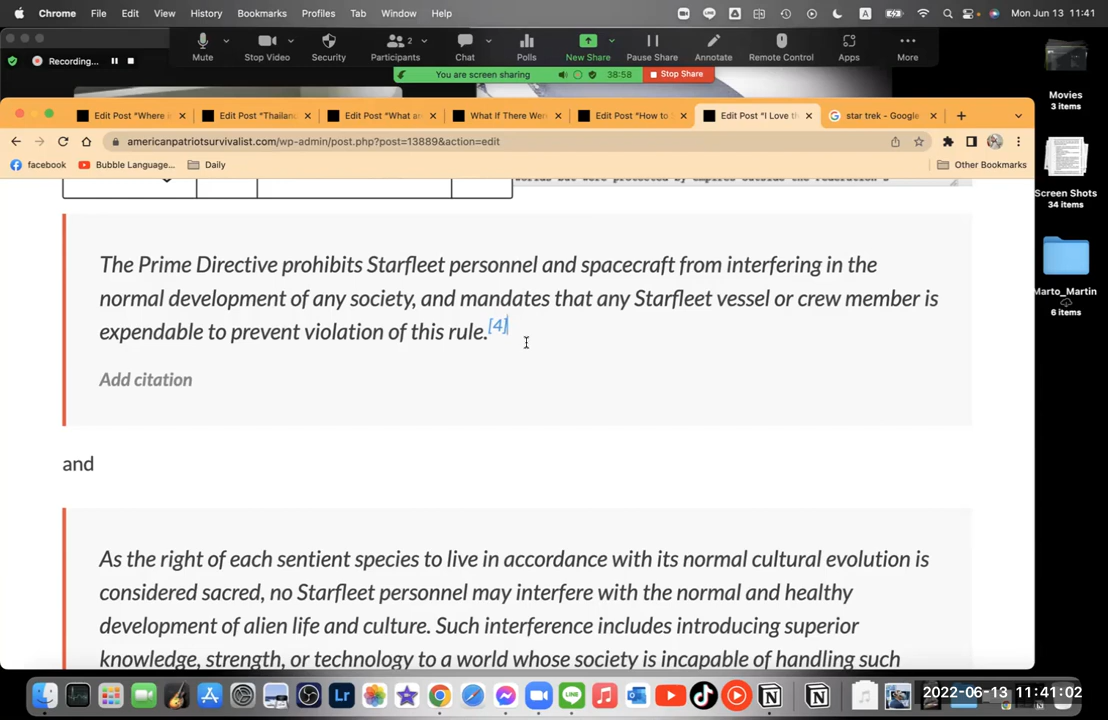 Chrome File Edit View History Bookmarks Profiles Tab Window Help Mon Jun 13 11:41
Recording...
Mute Stop Video Security Participants 2 Chat Polls New Share Pause Share Annotate Remote Control Apps More
You are screen sharing 38:58 Stop Share
Movies
3 items
Edit Post “Where Edit Post “Thailan Edit Post “What a What If There Wer Edit Post “How to Edit Post “I Love th star trek - Google
americanpatriotsurvivalist.com/wp-admin/post.php?post=13889&action=edit
facebook Bubble Language... Daily Other Bookmarks
Screen Shots
34 items
The Prime Directive prohibits Starfleet personnel and spacecraft from interfering in the
normal development of any society, and mandates that any Starfleet vessel or crew member is
expendable to prevent violation of this rule.[4]
Marto_Martin
6 items
Add citation
and
As the right of each sentient species to live in accordance with its normal cultural evolution is
considered sacred, no Starfleet personnel may interfere with the normal and healthy
development of alien life and culture. Such interference includes introducing superior
knowledge, strength, or technology to a world whose society is incapable of handling such
2022-06-13 11:41:02